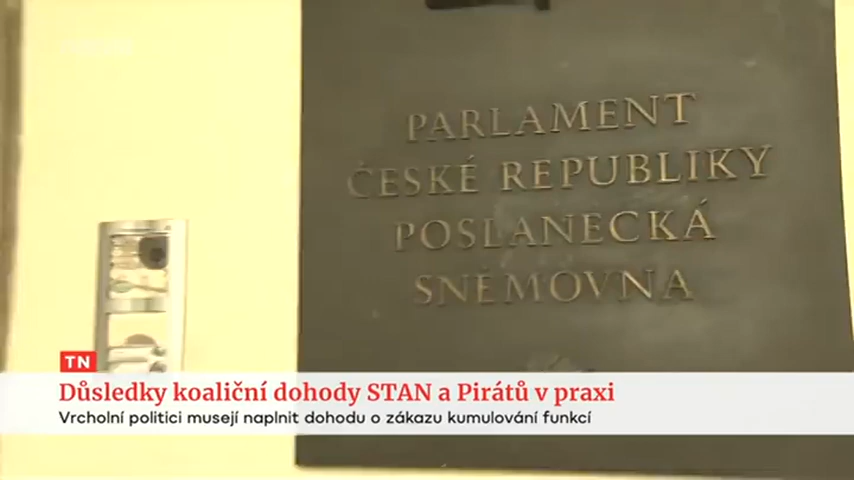 PARLAMENT
ČESKÉ REPUBLIKY
POSLANECKÁ
SNĚMOVNA
TN
Důsledky koaliční dohody STAN a Pirátů v praxi
Vrcholní politici musejí naplnit dohodu o zákazu kumulování funkcí